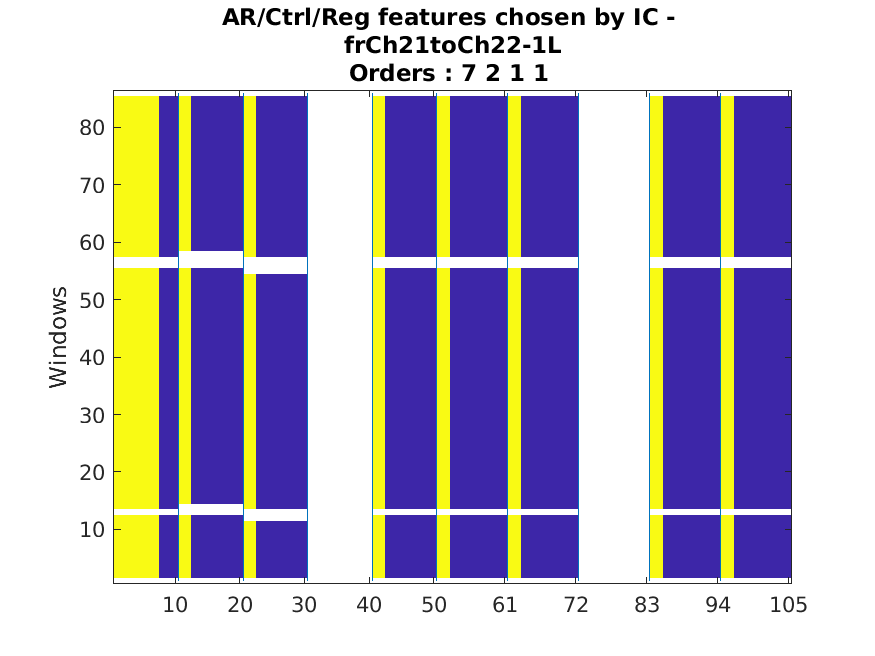 AR/Ctrl/Reg features chosen by IC -
frCh21toCh22-1L
Orders : 7 2 1 1
80
70
60
50
40
30
20
10
Windows
10 20 30 40 50 61 72 83 94 105